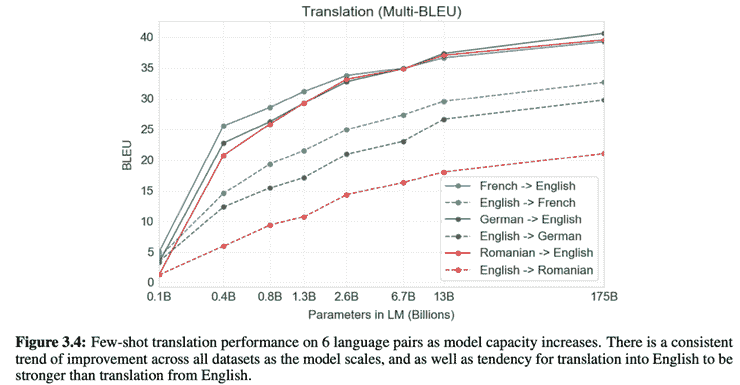 Translation (Multi-BLEU)
40
35
30
25
20
15
10
5
0
BLEU
French -> English
English -> French
German -> English
English -> German
Romanian -> English
English -> Romanian
0.1B 0.4B 0.8B 1.3B 2.6B 6.7B 13B 175B
Parameters in LM (Billions)
Figure 3.4: Few-shot translation performance on 6 language pairs as model capacity increases. There is a consistent
trend of improvement across all datasets as the model scales, and as well as tendency for translation into English to be
stronger than translation from English.